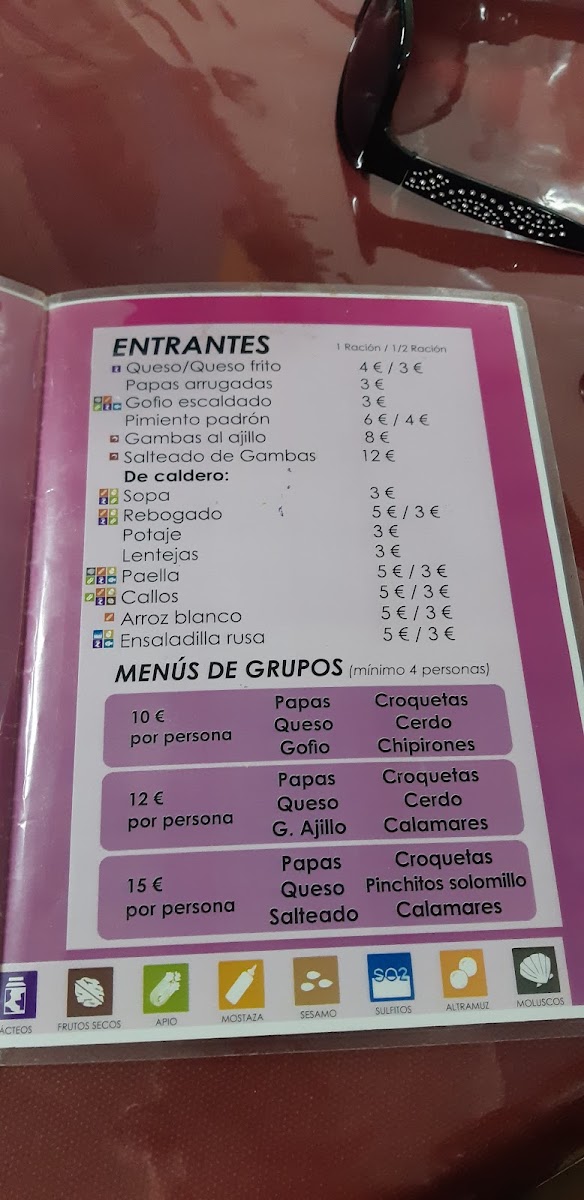 ENTRANTES 1 Ración / 1/2 Ración
Queso/Queso frito 4 € / 3 €
Papas arrugadas 3 €
Gofio escaldado 3 €
Pimiento padrón 6 € / 4 €
Gambas al ajillo 8 €
Salteado de Gambas 12 €
De caldero:
Sopa 3 €
Rebogado 5 € / 3 €
Potaje 3 €
Lentejas 3 €
Paella 5 € / 3 €
Callos 5 € / 3 €
Arroz blanco 5 € / 3 €
Ensaladilla rusa 5 € / 3 €
MENÚS DE GRUPOS (mínimo 4 personas)
10 €
por persona
Papas
Queso
Gofio
Croquetas
Cerdo
Chipirones
12 €
por persona
Papas
Queso
G. Ajillo
Croquetas
Cerdo
Calamares
15 €
por persona
Papas
Queso
Salteado
Croquetas
Pinchitos solomillo
Calamares
SO2
ÁCTEOS FRUTOS SECOS APIO MOSTAZA SESAMO SULFITOS ALTRAMUZ MOLUSCOS